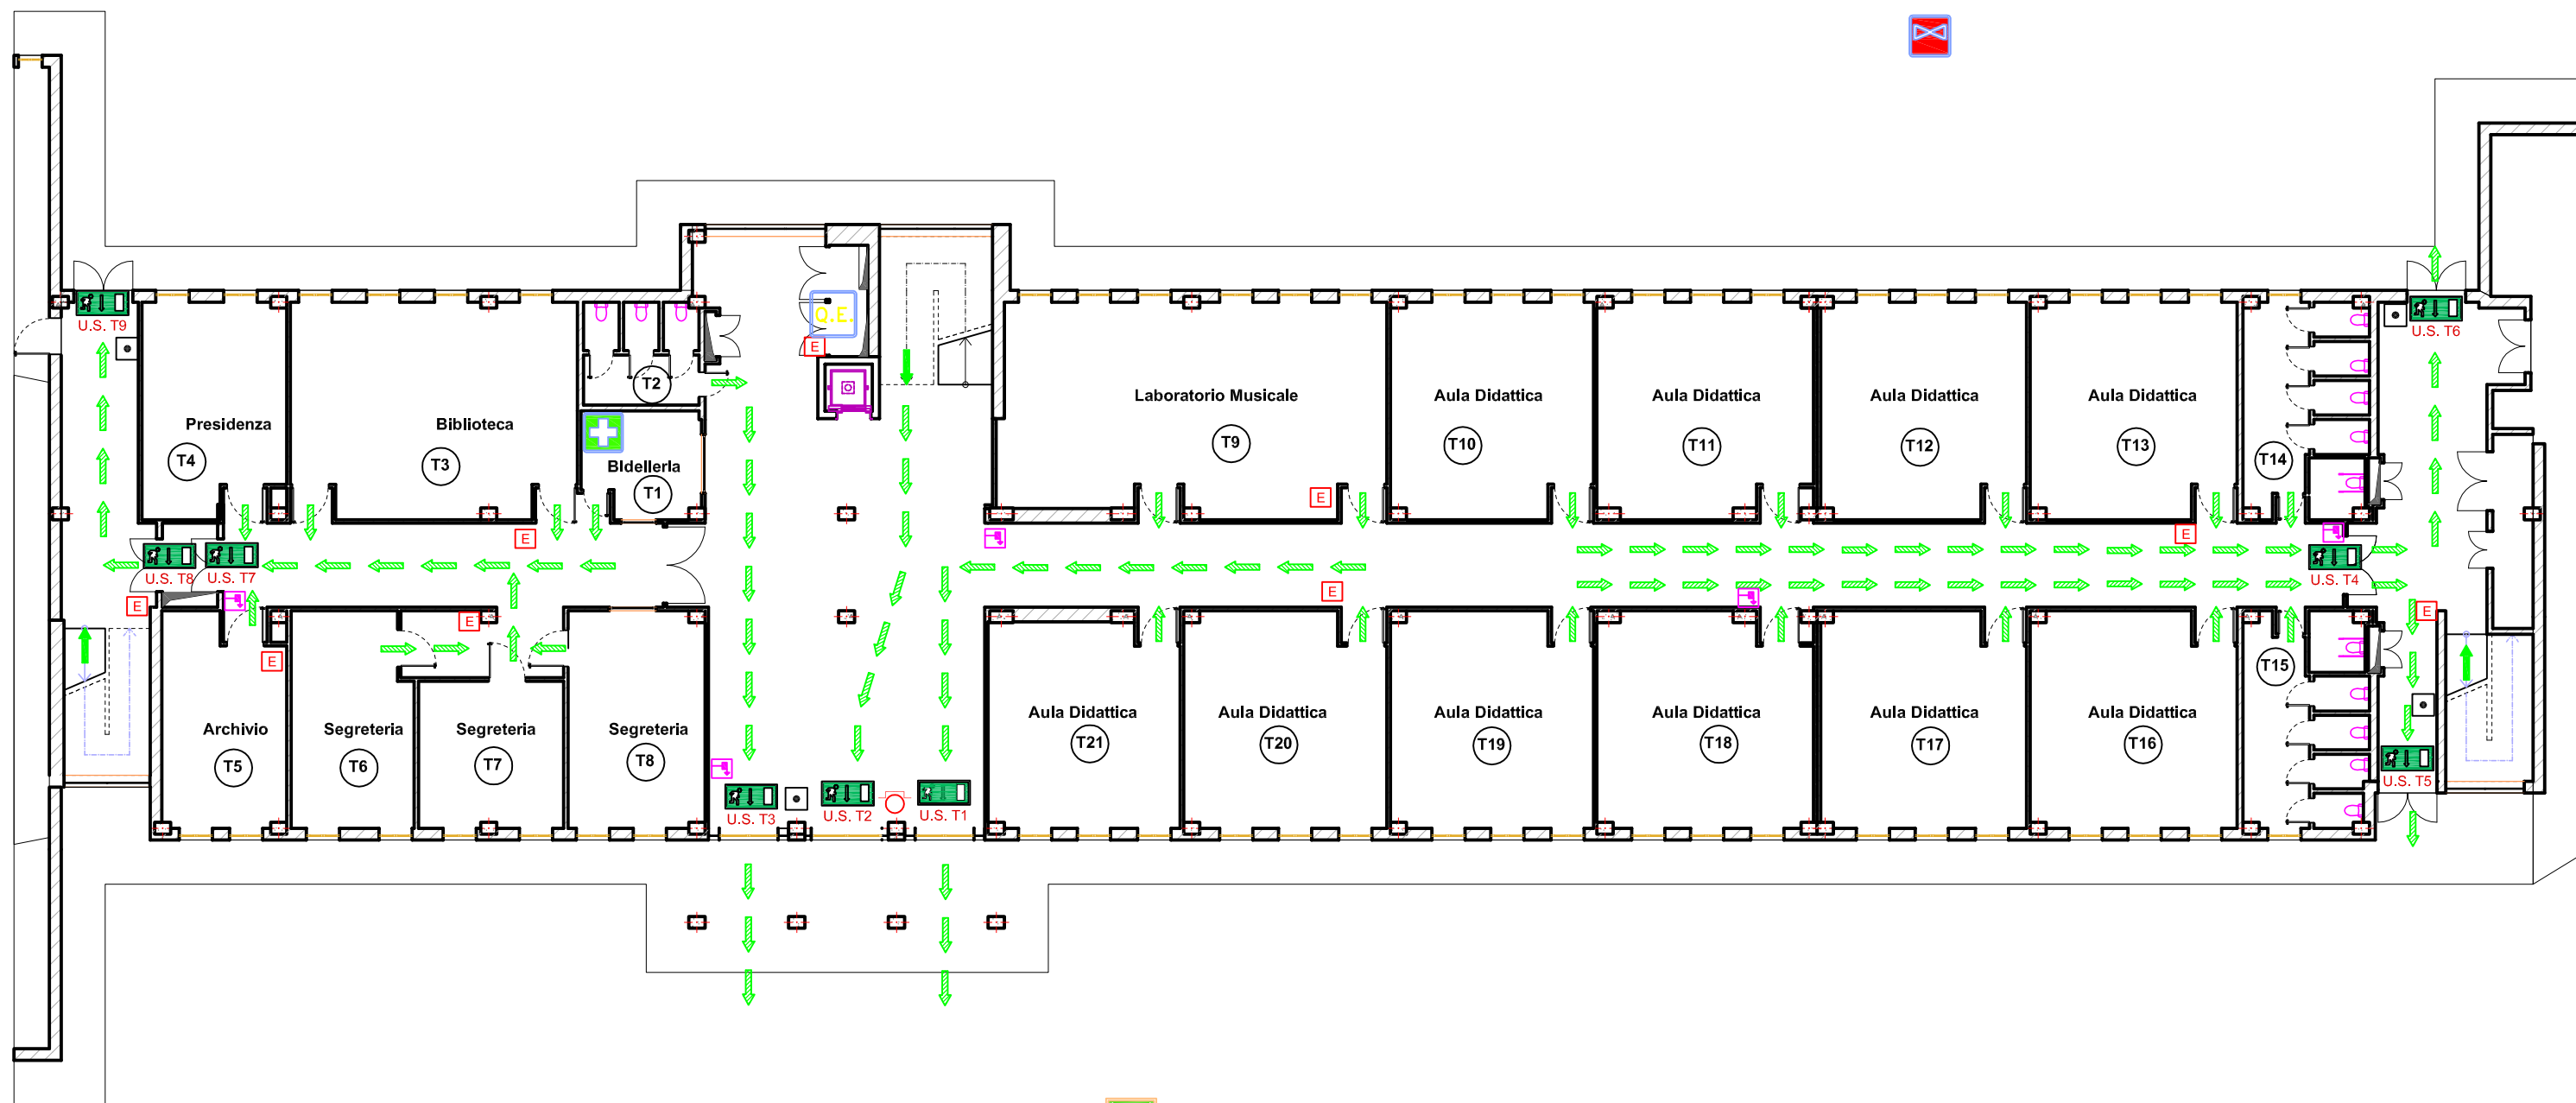 U.S. T9
Q.E.
E
U.S. T6
T2
Presidenza
T4
Biblioteca
T3
BIdellerIa
T1
Laboratorio Musicale
T9
Aula Didattica
T10
Aula Didattica
T11
Aula Didattica
T12
Aula Didattica
T13
T14
E
E
E
U.S. T8
U.S. T7
U.S. T4
E
E
E
E
E
T15
Archivio
T5
Segreteria
T6
Segreteria
T7
Segreteria
T8
Aula Didattica
T21
Aula Didattica
T20
Aula Didattica
T19
Aula Didattica
T18
Aula Didattica
T17
Aula Didattica
T16
U.S. T5
U.S. T3
U.S. T2
U.S. T1